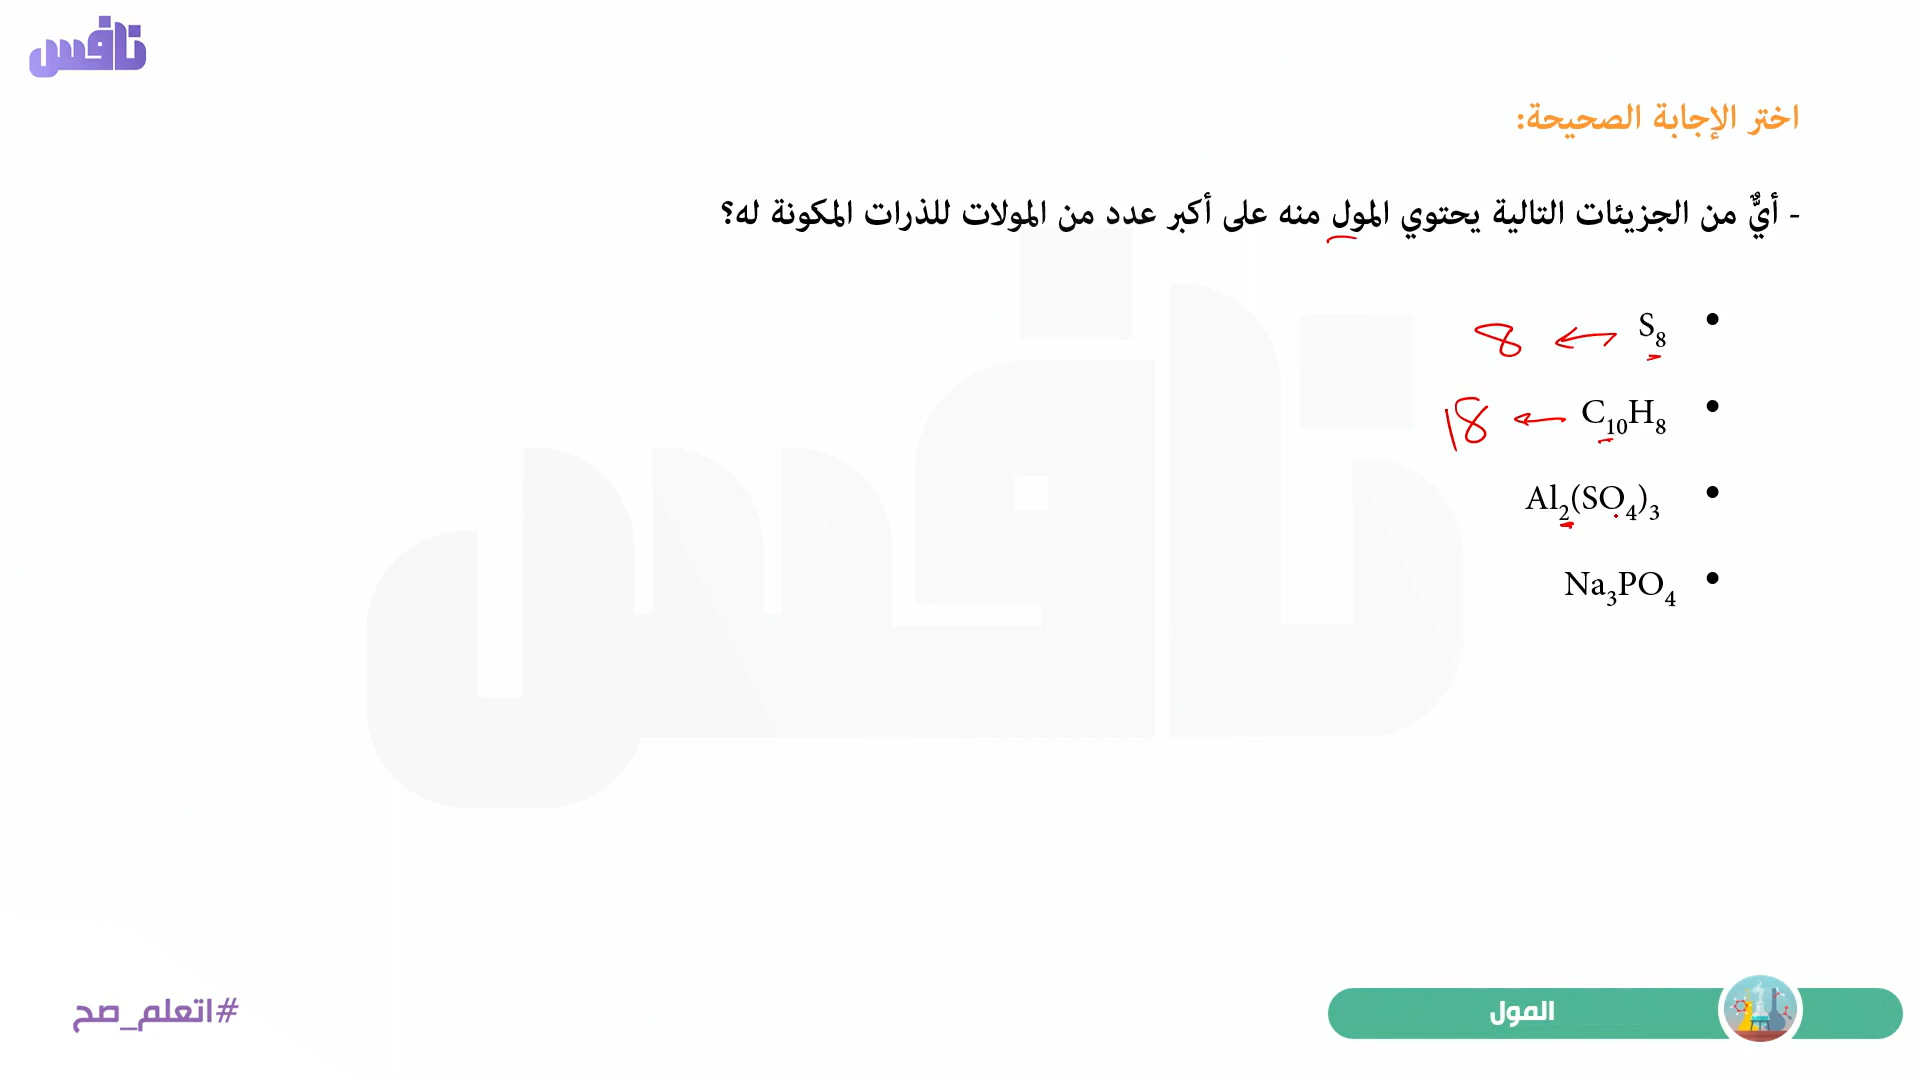 نافس
اختر الإجابة الصحيحة:
- أيٌّ من الجزيئات التالية يحتوي المول منه على أكبر عدد من المولات للذرات المكونة له؟
• S₈ ← 8
• C₁₀H₈ ← 18
• Al₂(SO₄)₃
• Na₃PO₄
نافس
المول
#اتعلم_صح